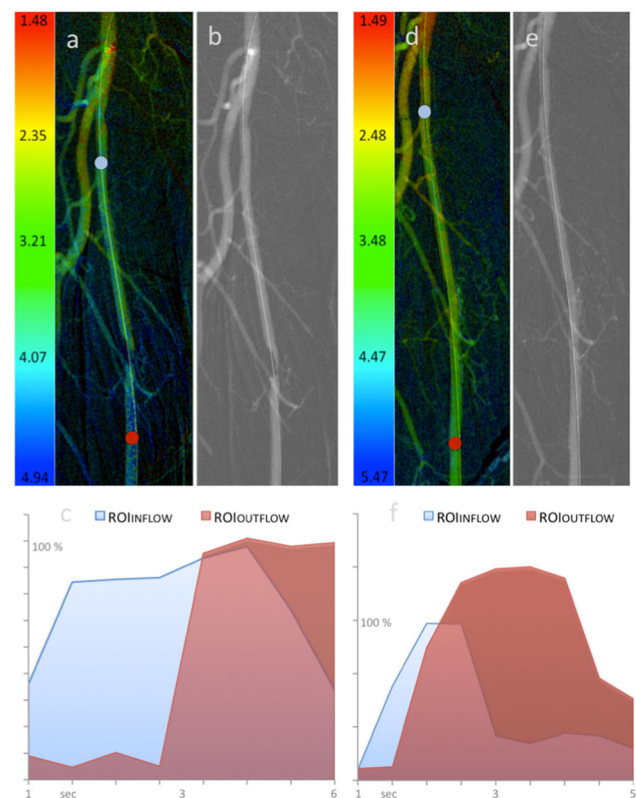 1.48
2.35
3.21
4.07
4.94
a
b
1.49
2.48
3.48
4.47
5.47
d
e
c
ROIINFLOW
ROIOUTFLOW
100 %
1
sec
3
6
f
ROIINFLOW
ROIOUTFLOW
100 %
1
sec
3
5